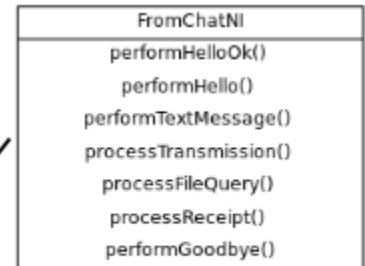 FromChatNI
performHelloOk()
performHello()
performTextMessage()
processTransmission()
processFileQuery()
processReceipt()
performGoodbye()